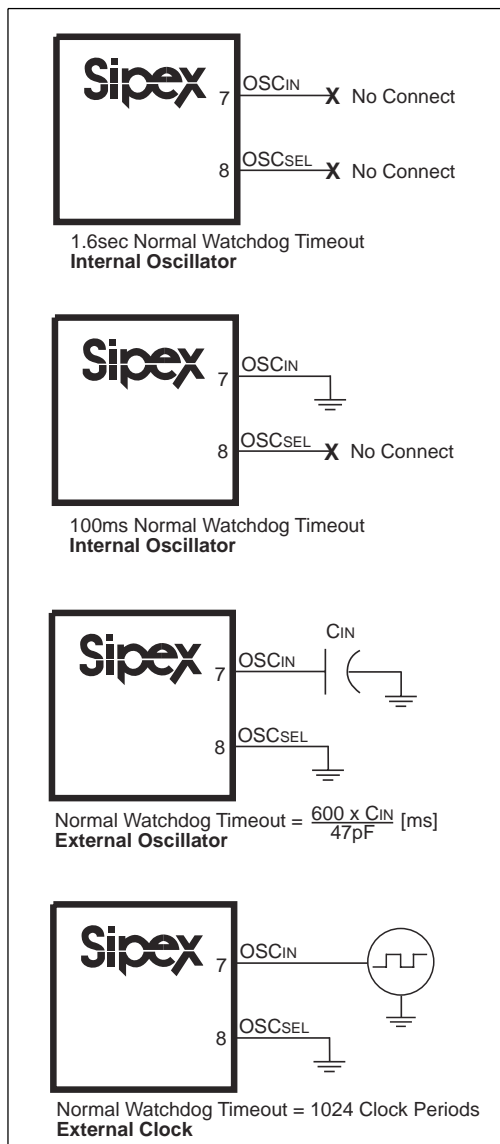 Sipex
7 OSCIN X No Connect
8 OSCSEL X No Connect
1.6sec Normal Watchdog Timeout
Internal Oscillator
Sipex
7 OSCIN
8 OSCSEL X No Connect
100ms Normal Watchdog Timeout
Internal Oscillator
CIN
Sipex
7 OSCIN
8 OSCSEL
Normal Watchdog Timeout = 600 x CIN / 47pF [ms]
External Oscillator
Sipex
7 OSCIN
8 OSCSEL
Normal Watchdog Timeout = 1024 Clock Periods
External Clock